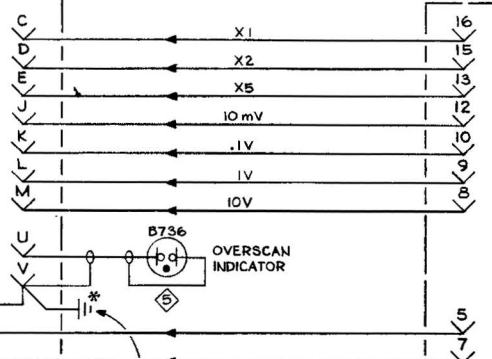 C X1 16
D X2 15
E X5 13
J 10 mV 12
K .1V 10
L 1V 9
M 10V 8
U B736
OVERSCAN
INDICATOR
V
5
*
5
7